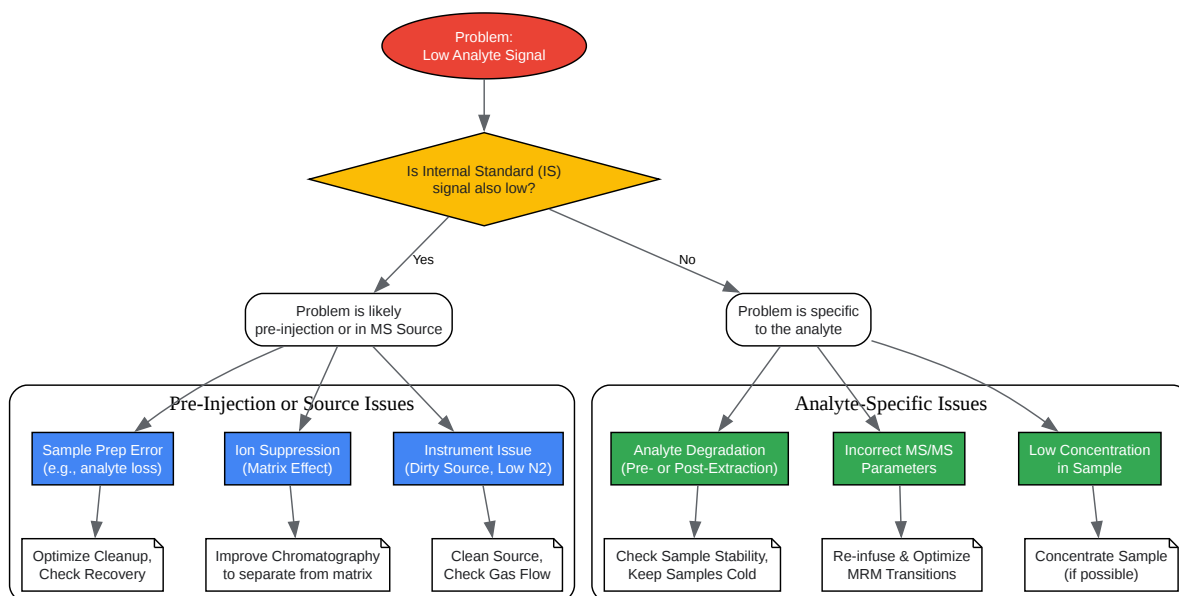 Problem:
Low Analyte Signal
Is Internal Standard (IS)
signal also low?
Yes
No
Problem is likely
pre-injection or in MS Source
Problem is specific
to the analyte
Pre-Injection or Source Issues
Analyte-Specific Issues
Sample Prep Error
(e.g., analyte loss)
Ion Suppression
(Matrix Effect)
Instrument Issue
(Dirty Source, Low N2)
Analyte Degradation
(Pre- or Post-Extraction)
Incorrect MS/MS
Parameters
Low Concentration
in Sample
Optimize Cleanup,
Check Recovery
Improve Chromatography
to separate from matrix
Clean Source,
Check Gas Flow
Check Sample Stability,
Keep Samples Cold
Re-infuse & Optimize
MRM Transitions
Concentrate Sample
(if possible)